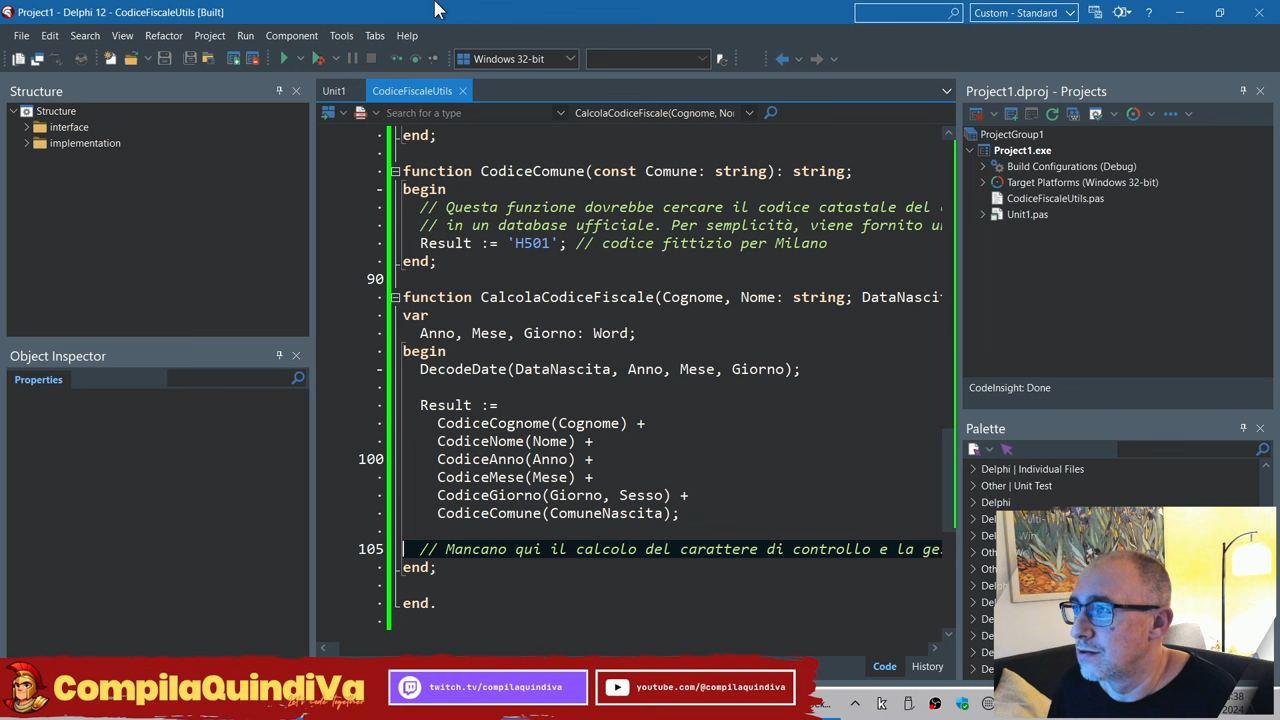 Project1 - Delphi 12 - CodiceFiscaleUtils [Built]
Custom - Standard
File Edit Search View Refactor Project Run Component Tools Tabs Help
Windows 32-bit
Structure
Structure
interface
implementation
Object Inspector
Properties
Unit1 CodiceFiscaleUtils
Search for a type
CalcolaCodiceFiscale(Cognome, No
end;
function CodiceComune(const Comune: string): string;
begin
// Questa funzione dovrebbe cercare il codice catastale del
// in un database ufficiale. Per semplicità, viene fornito
Result := 'H501'; // codice fittizio per Milano
end;
90
function CalcolaCodiceFiscale(Cognome, Nome: string; DataNasci
var
Anno, Mese, Giorno: Word;
begin
DecodeDate(DataNascita, Anno, Mese, Giorno);
Result :=
CodiceCognome(Cognome) +
CodiceNome(Nome) +
100 CodiceAnno(Anno) +
CodiceMese(Mese) +
CodiceGiorno(Giorno, Sesso) +
CodiceComune(ComuneNascita);
105 // Mancano qui il calcolo del carattere di controllo e la
end;
end.
Code History
Project1.dproj - Projects
ProjectGroup1
Project1.exe
Build Configurations (Debug)
Target Platforms (Windows 32-bit)
CodiceFiscaleUtils.pas
Unit1.pas
CodeInsight: Done
Palette
Delphi | Individual Files
Other | Unit Test
Delphi
CompilaQuindiVa
Let's code Together
twitch.tv/compilaquindiva
youtube.com/@compilaquindiva